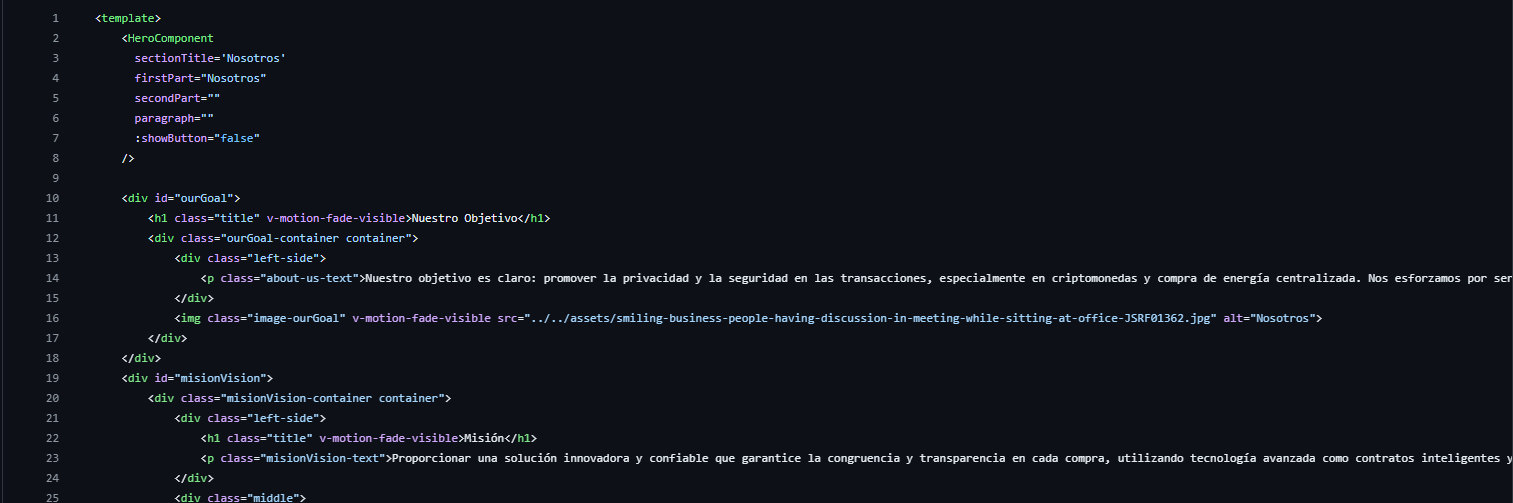 1 <template>
2 <HeroComponent
3 sectionTitle='Nosotros'
4 firstPart="Nosotros"
5 secondPart=""
6 paragraph=""
7 :showButton="false"
8 />
9
10 <div id="ourGoal">
11 <h1 class="title" v-motion-fade-visible>Nuestro Objetivo</h1>
12 <div class="ourGoal-container container">
13 <div class="left-side">
14 <p class="about-us-text">Nuestro objetivo es claro: promover la privacidad y la seguridad en las transacciones, especialmente en criptomonedas y compra de energía centralizada. Nos esforzamos por ser
15 </div>
16 <img class="image-ourGoal" v-motion-fade-visible src="../../assets/smiling-business-people-having-discussion-in-meeting-while-sitting-at-office-JSRF01362.jpg" alt="Nosotros">
17 </div>
18 </div>
19 <div id="misionVision">
20 <div class="misionVision-container container">
21 <div class="left-side">
22 <h1 class="title" v-motion-fade-visible>Misión</h1>
23 <p class="misionVision-text">Proporcionar una solución innovadora y confiable que garantice la congruencia y transparencia en cada compra, utilizando tecnología avanzada como contratos inteligentes y
24 </div>
25 <div class="middle">